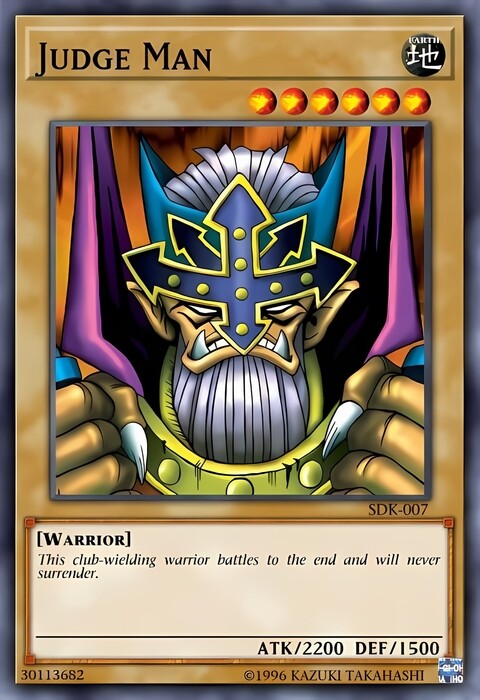 Judge Man
EARTH
地
SDK-007
[Warrior]
This club-wielding warrior battles to the end and will never
surrender.
ATK/2200 DEF/1500
30113682
©1996 KAZUKI TAKAHASHI